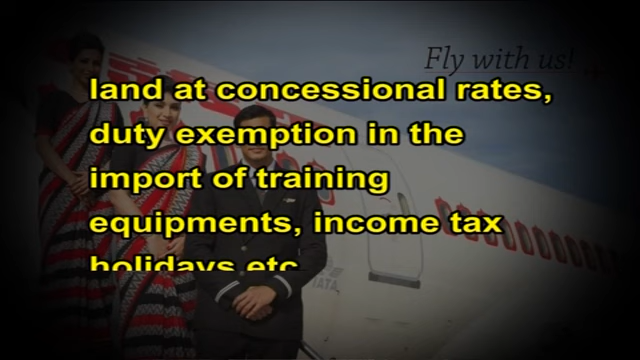 Fly with us!
land at concessional rates,
duty exemption in the
import of training
equipments, income tax
holidays etc
TATA